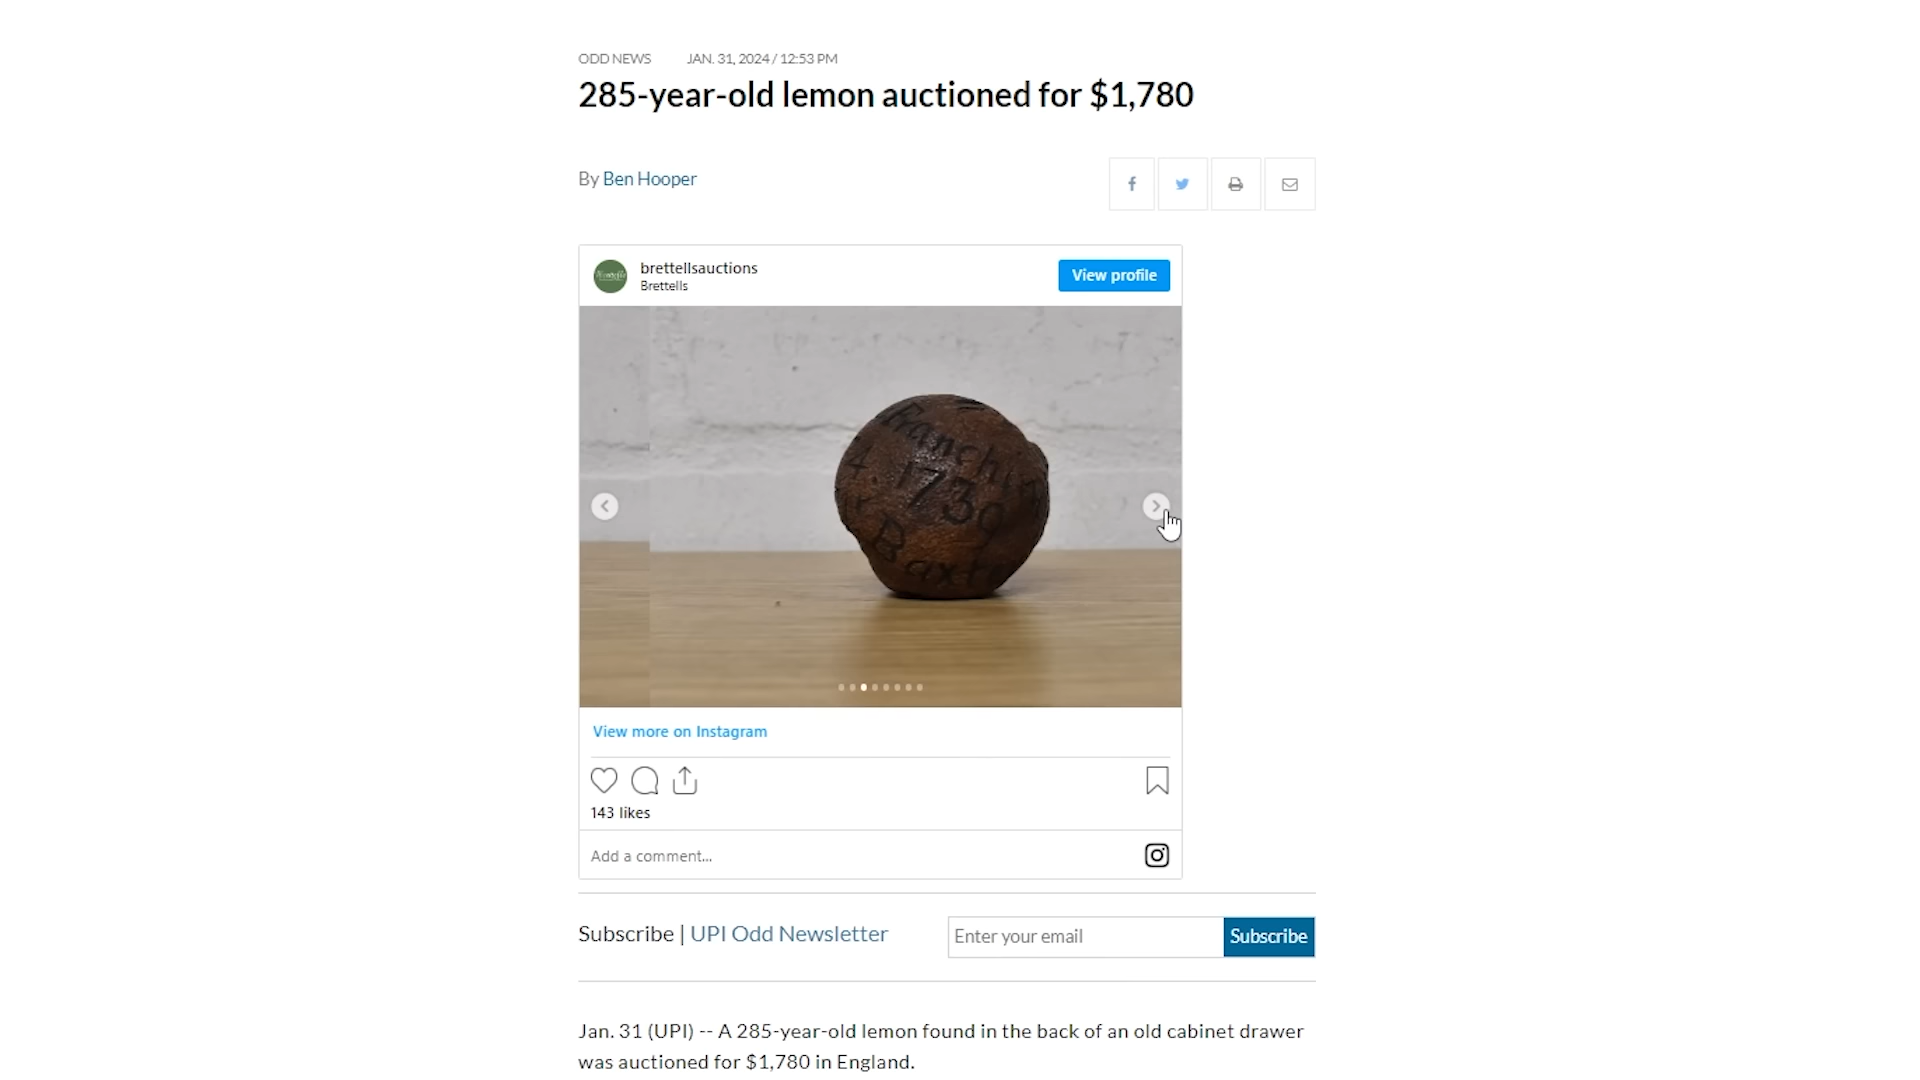 ODD NEWS JAN. 31, 2024 / 12:53 PM
285-year-old lemon auctioned for $1,780
By Ben Hooper
brettellsauctions
Brettells
View profile
Franchi
4. 1739
Baxt
View more on Instagram
143 likes
Add a comment...
Subscribe | UPI Odd Newsletter
Enter your email
Subscribe
Jan. 31 (UPI) -- A 285-year-old lemon found in the back of an old cabinet drawer
was auctioned for $1,780 in England.